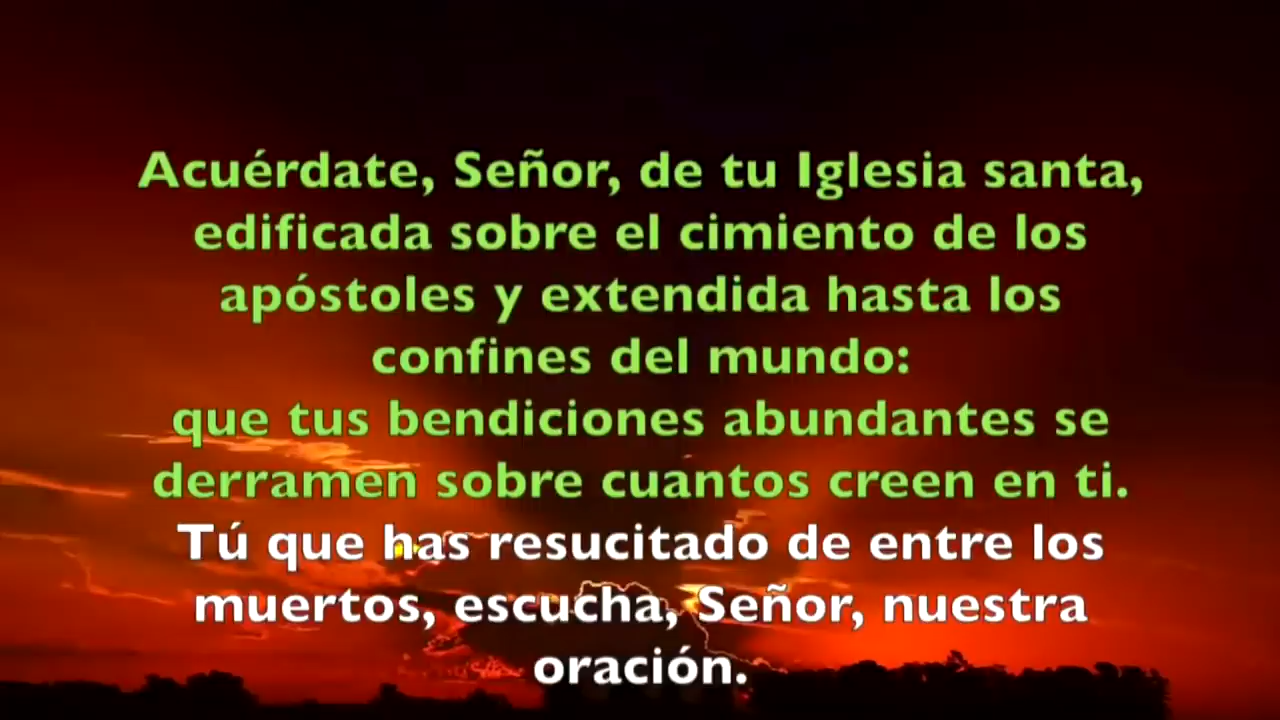 Acuérdate, Señor, de tu Iglesia santa,
edificada sobre el cimiento de los
apóstoles y extendida hasta los
confines del mundo:
que tus bendiciones abundantes se
derramen sobre cuantos creen en ti.
Tú que has resucitado de entre los
muertos, escucha, Señor, nuestra
oración.